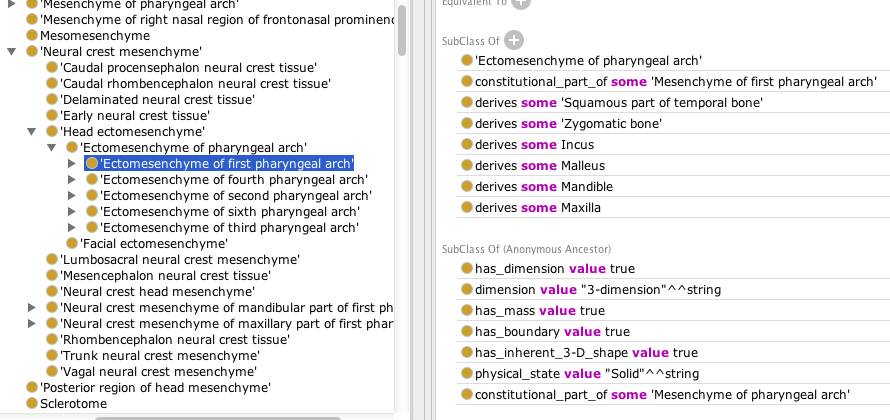 'Mesenchyme of pharyngeal arch'
'Mesenchyme of right nasal region of frontonasal prominenc
Mesomesenchyme
'Neural crest mesenchyme'
'Caudal procensephalon neural crest tissue'
'Caudal rhombencephalon neural crest tissue'
'Delaminated neural crest tissue'
'Early neural crest tissue'
'Head ectomesenchyme'
'Ectomesenchyme of pharyngeal arch'
'Ectomesenchyme of first pharyngeal arch'
'Ectomesenchyme of fourth pharyngeal arch'
'Ectomesenchyme of second pharyngeal arch'
'Ectomesenchyme of sixth pharyngeal arch'
'Ectomesenchyme of third pharyngeal arch'
'Facial ectomesenchyme'
'Lumbosacral neural crest mesenchyme'
'Mesencephalon neural crest tissue'
'Neural crest head mesenchyme'
'Neural crest mesenchyme of mandibular part of first ph
'Neural crest mesenchyme of maxillary part of first phar
'Rhombencephalon neural crest tissue'
'Trunk neural crest mesenchyme'
'Vagal neural crest mesenchyme'
'Posterior region of head mesenchyme'
Sclerotome
Equivalent To
SubClass Of
'Ectomesenchyme of pharyngeal arch'
constitutional_part_of some 'Mesenchyme of first pharyngeal arch'
derives some 'Squamous part of temporal bone'
derives some 'Zygomatic bone'
derives some Incus
derives some Malleus
derives some Mandible
derives some Maxilla
SubClass Of (Anonymous Ancestor)
has_dimension value true
dimension value "3-dimension"^^string
has_mass value true
has_boundary value true
has_inherent_3-D_shape value true
physical_state value "Solid"^^string
constitutional_part_of some 'Mesenchyme of pharyngeal arch'